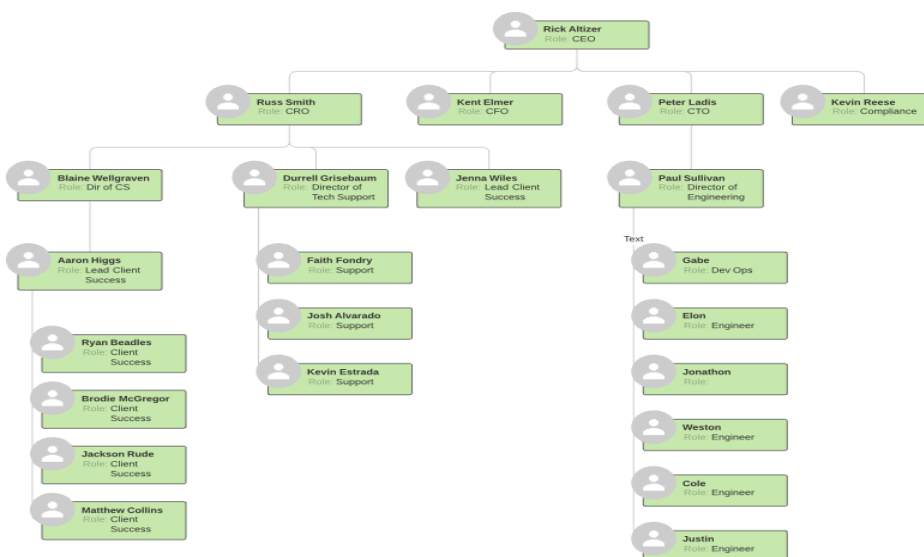 Rick Altizer
Role: CEO
Russ Smith
Role: CRO
Kent Elmer
Role: CFO
Peter Ladis
Role: CTO
Kevin Reese
Role: Compliance
Blaine Wellgraven
Role: Dir of CS
Durrell Grisebaum
Role: Director of
Tech Support
Jenna Wiles
Role: Lead Client
Success
Paul Sullivan
Role: Director of
Engineering
Text
Aaron Higgs
Role: Lead Client
Success
Faith Fondry
Role: Support
Gabe
Role: Dev Ops
Josh Alvarado
Role: Support
Elon
Role: Engineer
Ryan Beadles
Role: Client
Success
Kevin Estrada
Role: Support
Jonathon
Role:
Brodie McGregor
Role: Client
Success
Weston
Role: Engineer
Jackson Rude
Role: Client
Success
Cole
Role: Engineer
Matthew Collins
Role: Client
Success
Justin
Role: Engineer